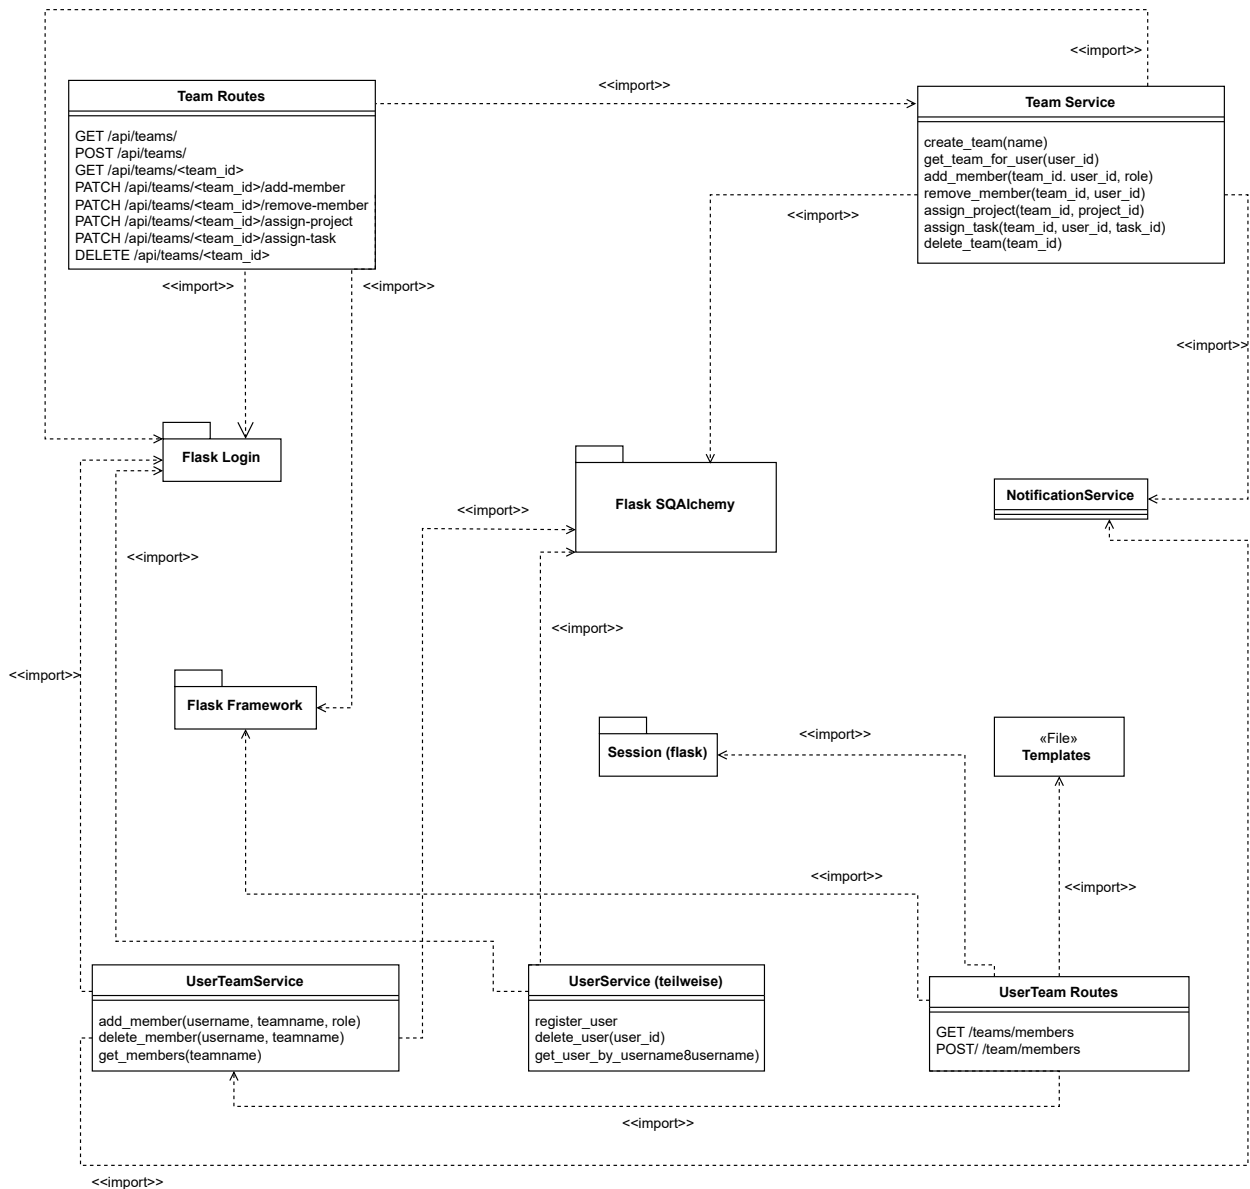 <<import>>
Team Routes
GET /api/teams/
POST /api/teams/
GET /api/teams/<team_id>
PATCH /api/teams/<team_id>/add-member
PATCH /api/teams/<team_id>/remove-member
PATCH /api/teams/<team_id>/assign-project
PATCH /api/teams/<team_id>/assign-task
DELETE /api/teams/<team_id>
<<import>>
Team Service
create_team(name)
get_team_for_user(user_id)
add_member(team_id. user_id, role)
remove_member(team_id, user_id)
assign_project(team_id, project_id)
assign_task(team_id, user_id, task_id)
delete_team(team_id)
<<import>>
<<import>>
<<import>>
<<import>>
Flask Login
Flask SQAlchemy
NotificationService
<<import>>
<<import>>
<<import>>
<<import>>
Flask Framework
Session (flask)
<<import>>
«File»
Templates
<<import>>
<<import>>
UserTeamService
add_member(username, teamname, role)
delete_member(username, teamname)
get_members(teamname)
UserService (teilweise)
register_user
delete_user(user_id)
get_user_by_username8username)
UserTeam Routes
GET /teams/members
POST/ /team/members
<<import>>
<<import>>